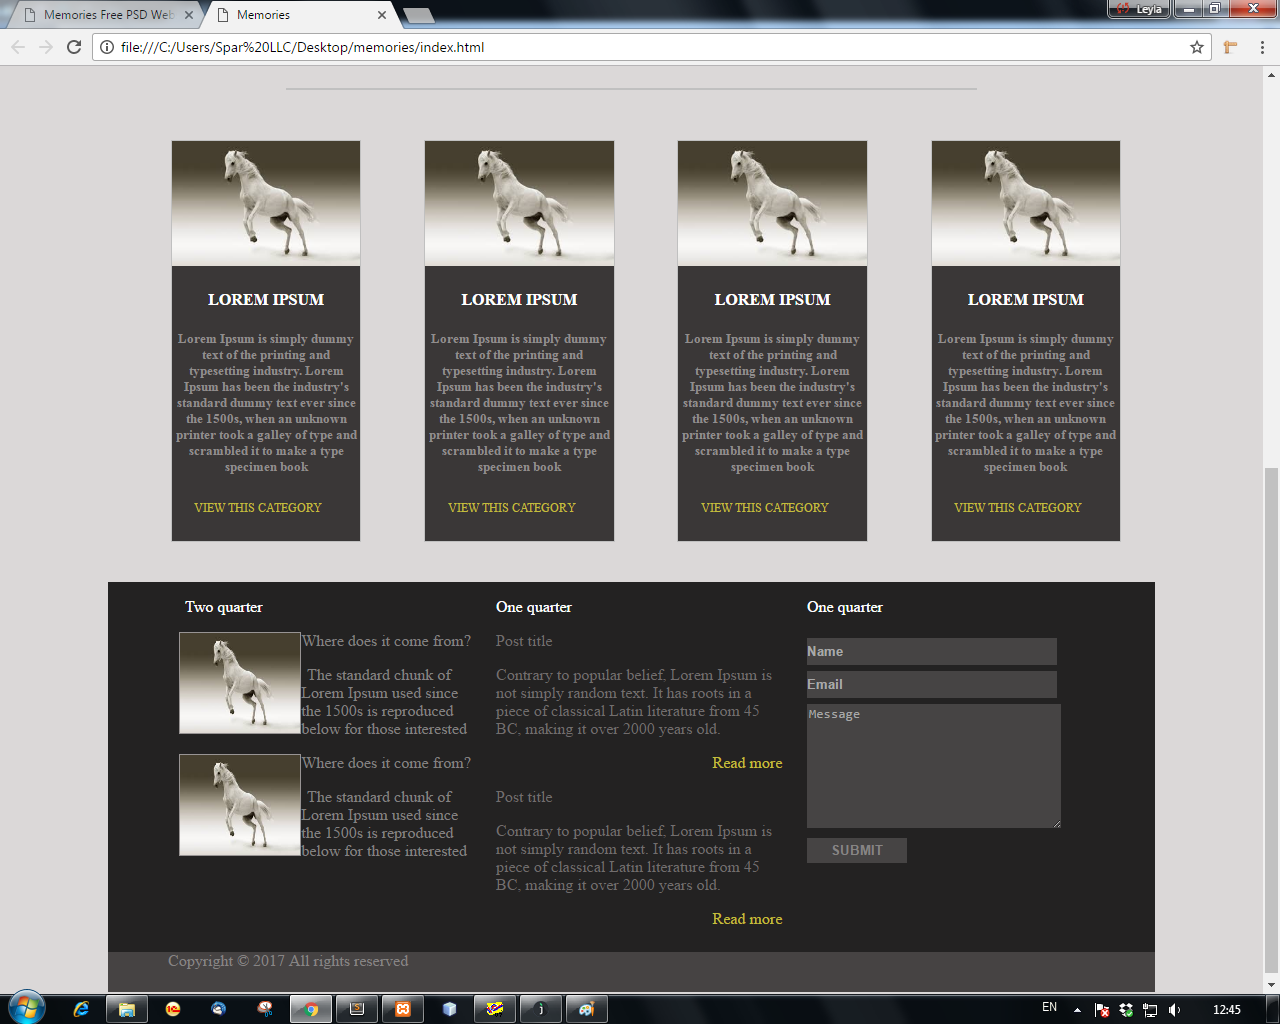 Memories Free PSD Web
Memories
Leyla
file:///C:/Users/Spar%20LLC/Desktop/memories/index.html
LOREM IPSUM
Lorem Ipsum is simply dummy
text of the printing and
typesetting industry. Lorem
Ipsum has been the industry's
standard dummy text ever since
the 1500s, when an unknown
printer took a galley of type and
scrambled it to make a type
specimen book
VIEW THIS CATEGORY
LOREM IPSUM
Lorem Ipsum is simply dummy
text of the printing and
typesetting industry. Lorem
Ipsum has been the industry's
standard dummy text ever since
the 1500s, when an unknown
printer took a galley of type and
scrambled it to make a type
specimen book
VIEW THIS CATEGORY
LOREM IPSUM
Lorem Ipsum is simply dummy
text of the printing and
typesetting industry. Lorem
Ipsum has been the industry's
standard dummy text ever since
the 1500s, when an unknown
printer took a galley of type and
scrambled it to make a type
specimen book
VIEW THIS CATEGORY
LOREM IPSUM
Lorem Ipsum is simply dummy
text of the printing and
typesetting industry. Lorem
Ipsum has been the industry's
standard dummy text ever since
the 1500s, when an unknown
printer took a galley of type and
scrambled it to make a type
specimen book
VIEW THIS CATEGORY
Two quarter
Where does it come from?
The standard chunk of
Lorem Ipsum used since
the 1500s is reproduced
below for those interested
Where does it come from?
The standard chunk of
Lorem Ipsum used since
the 1500s is reproduced
below for those interested
One quarter
Post title
Contrary to popular belief, Lorem Ipsum is
not simply random text. It has roots in a
piece of classical Latin literature from 45
BC, making it over 2000 years old.
Read more
Post title
Contrary to popular belief, Lorem Ipsum is
not simply random text. It has roots in a
piece of classical Latin literature from 45
BC, making it over 2000 years old.
Read more
One quarter
Name
Email
Message
SUBMIT
Copyright © 2017 All rights reserved
EN
12:45